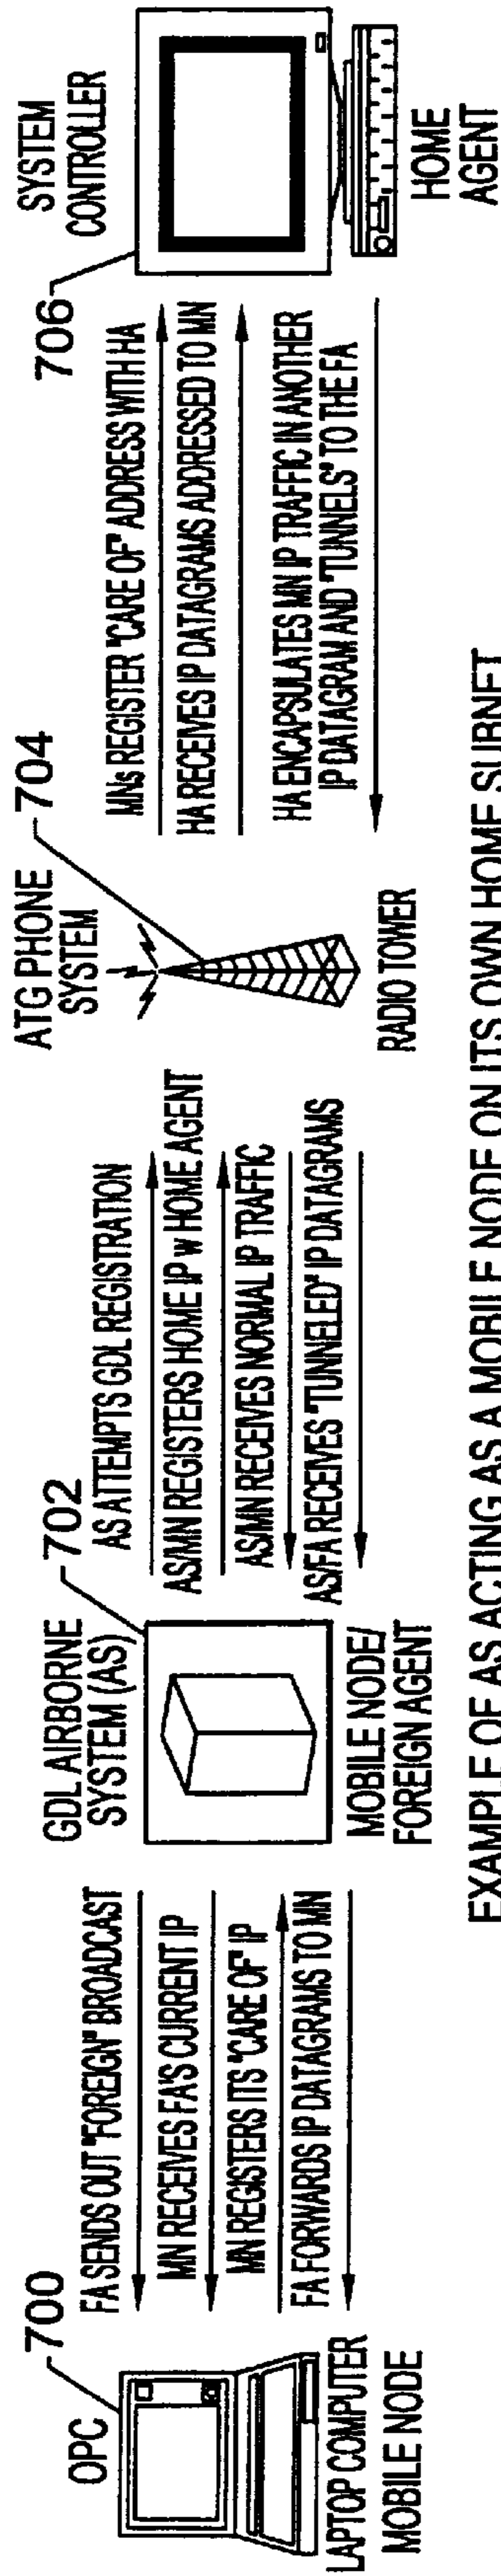 OPC
700
LAPTOP COMPUTER
MOBILE NODE
FA SENDS OUT "FOREIGN" BROADCAST
MN RECEIVES FA'S CURRENT IP
MN REGISTERS ITS "CARE OF" IP
FA FORWARDS IP DATAGRAMS TO MN
GDL AIRBORNE
SYSTEM (AS)
702
MOBILE NODE/
FOREIGN AGENT
AS ATTEMPTS GDL REGISTRATION
AS/MN REGISTERS HOME IP w HOME AGENT
AS/MN RECEIVES NORMAL IP TRAFFIC
AS/FA RECEIVES "TUNNELED" IP DATAGRAMS
ATG PHONE
SYSTEM
704
RADIO TOWER
MNs REGISTER "CARE OF" ADDRESS WITH HA
HA RECEIVES IP DATAGRAMS ADDRESSED TO MN
HA ENCAPSULATES MN IP TRAFFIC IN ANOTHER
IP DATAGRAM AND "TUNNELS" TO THE FA
SYSTEM
CONTROLLER
706
HOME
AGENT
EXAMPLE OF AS ACTING AS A MOBILE NODE ON ITS OWN HOME SUBNET